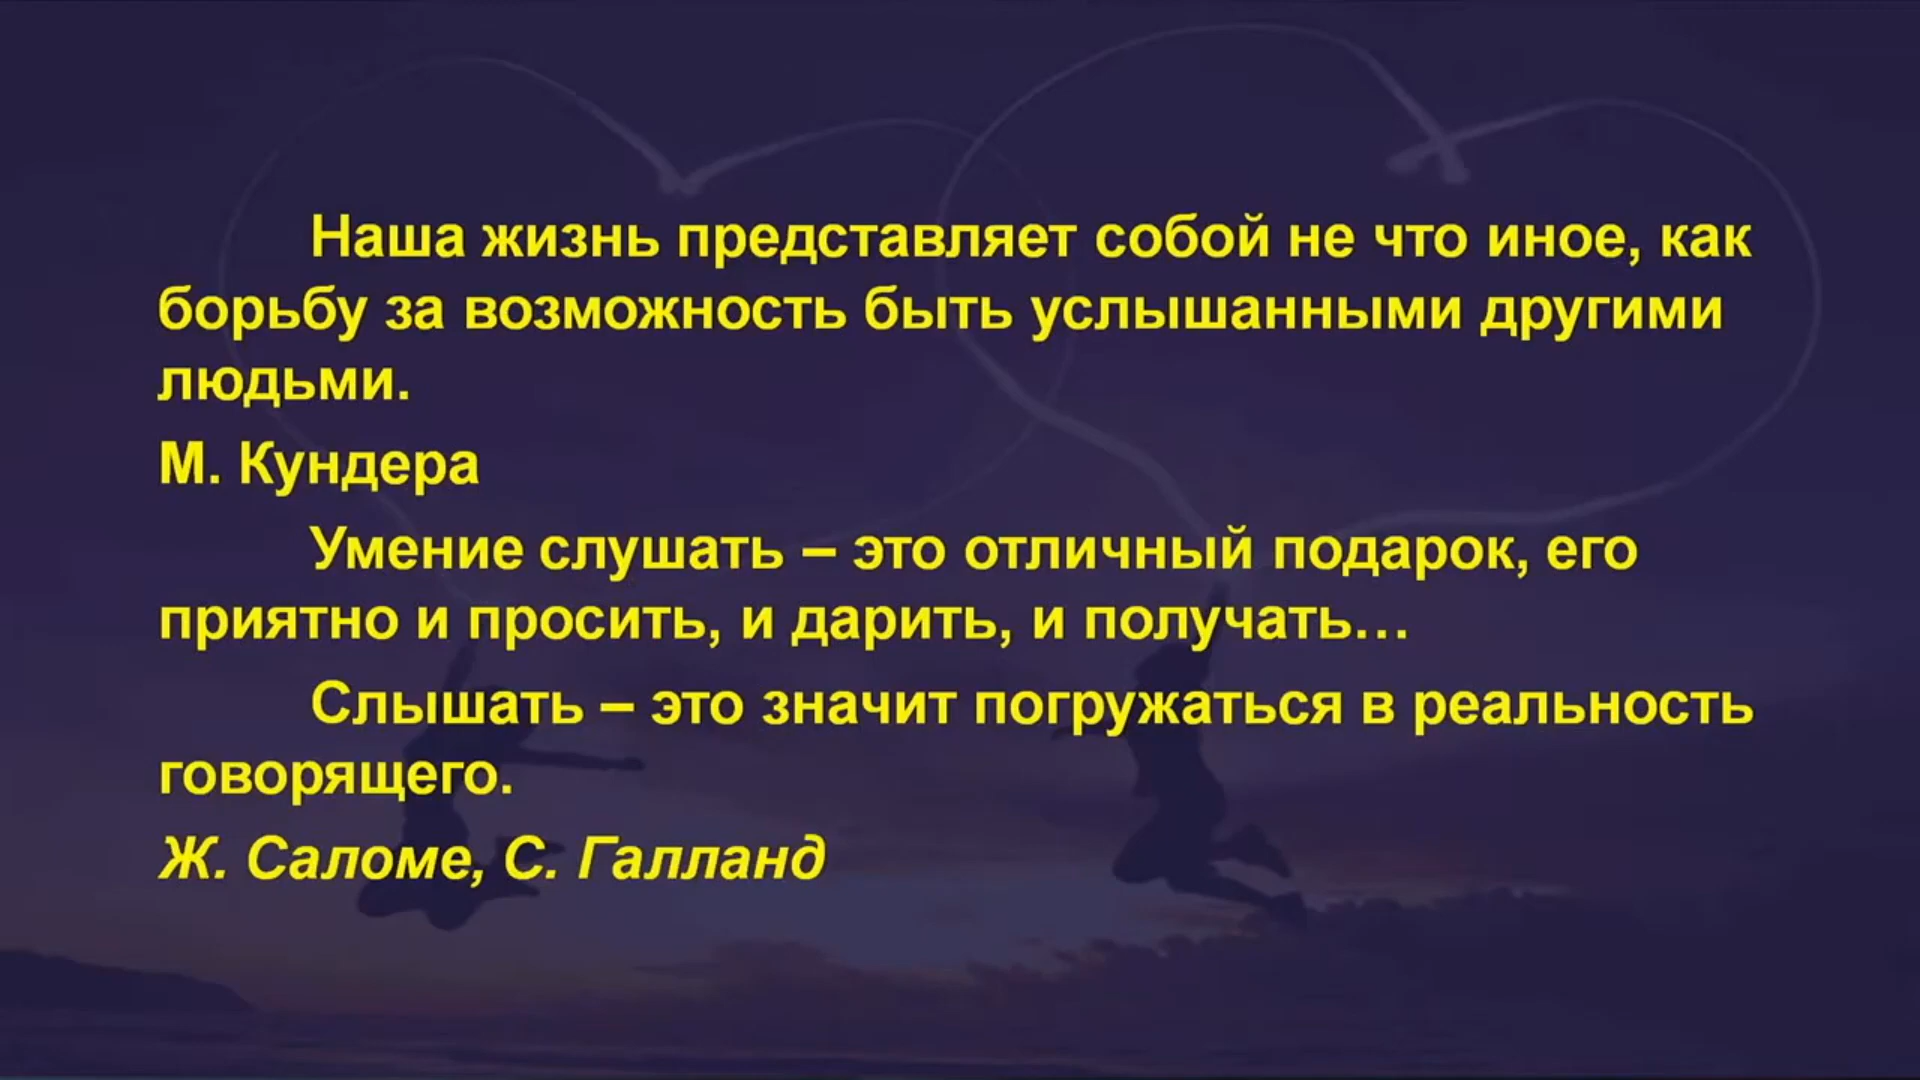 Наша жизнь представляет собой не что иное, как
борьбу за возможность быть услышанными другими
людьми.
М. Кундера
Умение слушать – это отличный подарок, его
приятно и просить, и дарить, и получать…
Слышать – это значит погружаться в реальность
говорящего.
Ж. Саломе, С. Галланд